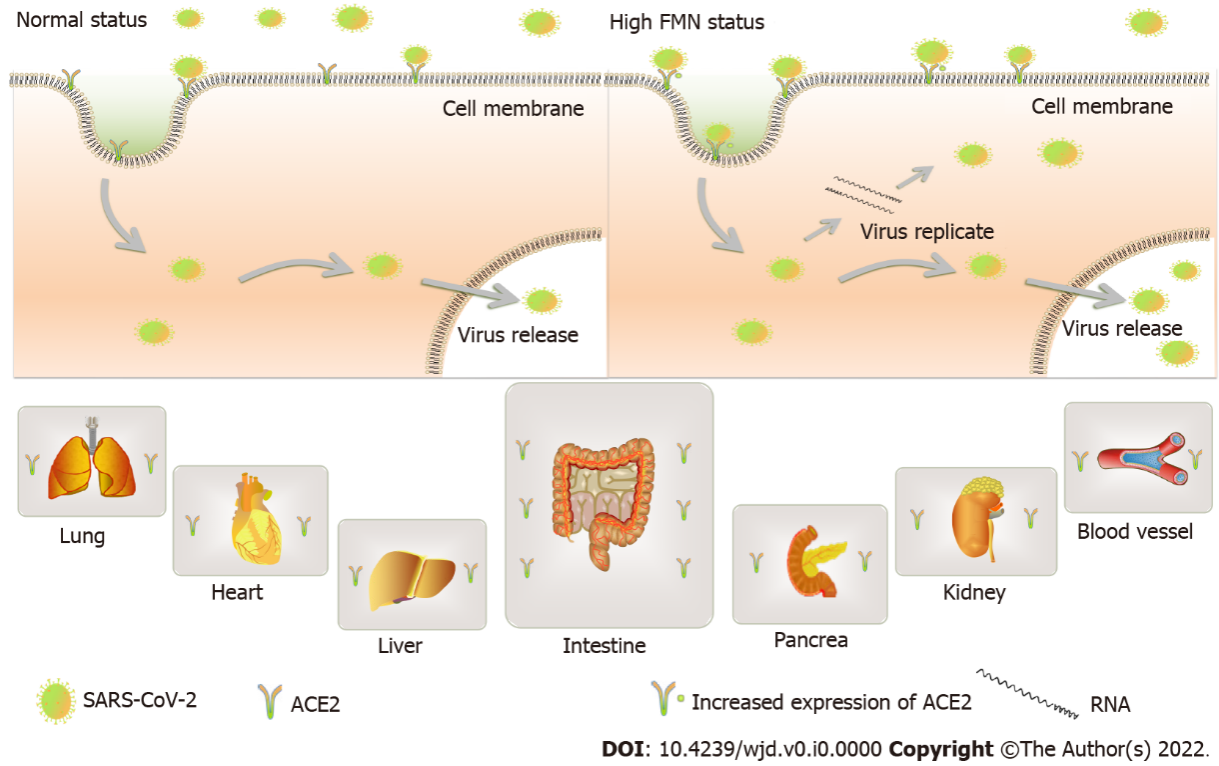 Normal status
High FMN status
Cell membrane
Cell membrane
Virus replicate
Virus release
Virus release
Lung
Heart
Liver
Intestine
Pancrea
Kidney
Blood vessel
SARS-CoV-2
ACE2
Increased expression of ACE2
RNA
DOI: 10.4239/wjd.v0.i0.0000 Copyright ©The Author(s) 2022.